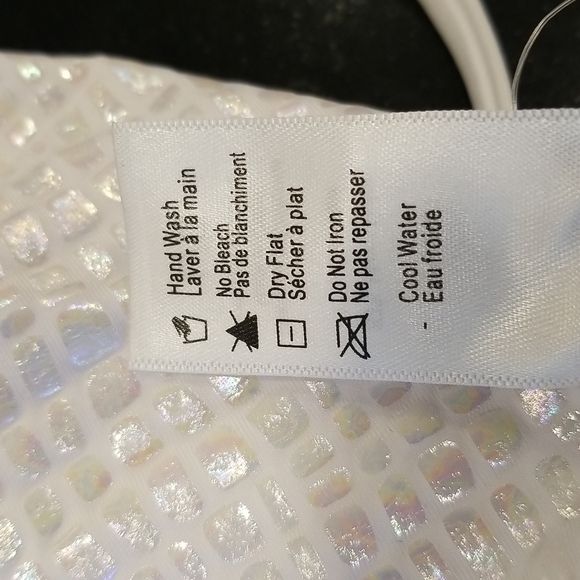 Hand Wash
Laver à la main
No Bleach
Pas de blanchiment
Dry Flat
Sécher à plat
Do Not Iron
Ne pas repasser
- Cool Water
Eau froide